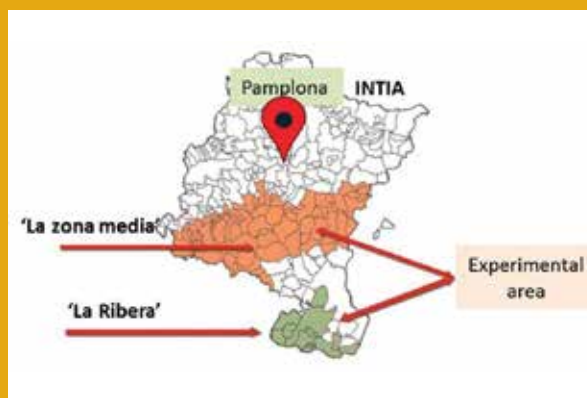 Pamplona INTIA
'La zona media'
Experimental
area
'La Ribera'